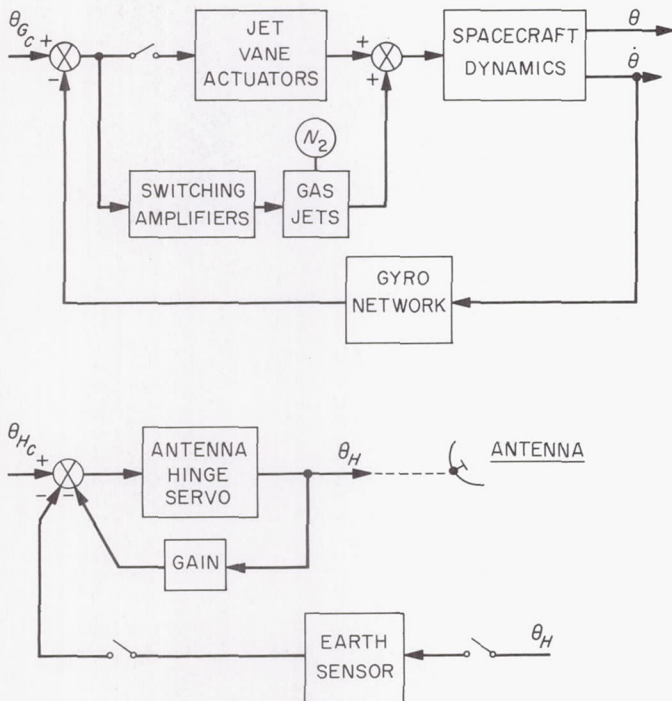 θGc
+
-
JET
VANE
ACTUATORS
+
+
SPACECRAFT
DYNAMICS
θ
θ̇
N2
SWITCHING
AMPLIFIERS
GAS
JETS
GYRO
NETWORK
θHc
+
-
-
ANTENNA
HINGE
SERVO
θH
ANTENNA
GAIN
EARTH
SENSOR
θH